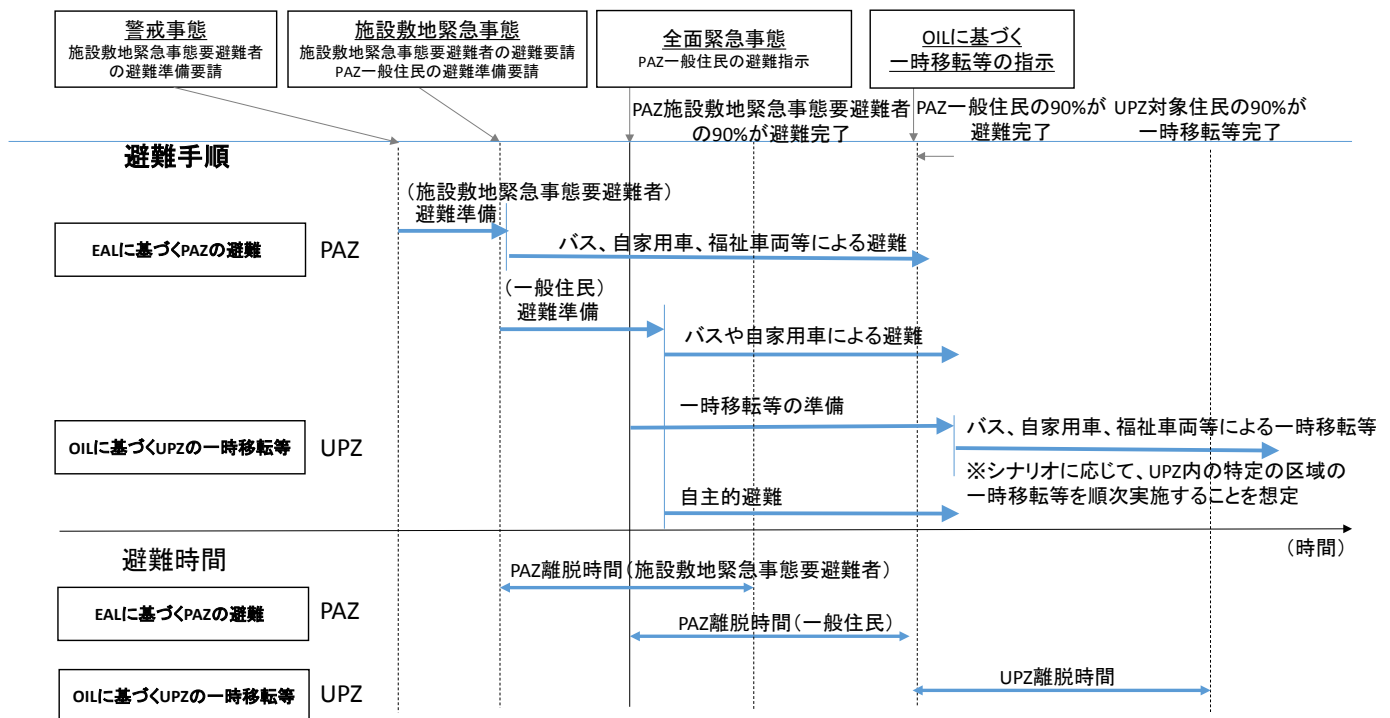 警戒事態
施設敷地緊急事態要避難者
の避難準備要請
施設敷地緊急事態
施設敷地緊急事態要避難者の避難要請
PAZ一般住民の避難準備要請
全面緊急事態
PAZ一般住民の避難指示
OILに基づく
一時移転等の指示
PAZ施設敷地緊急事態要避難者
の90%が避難完了
PAZ一般住民の90%が
避難完了
UPZ対象住民の90%が
一時移転等完了
避難手順
(施設敷地緊急事態要避難者)
避難準備
EALに基づくPAZの避難
PAZ
バス、自家用車、福祉車両等による避難
(一般住民)
避難準備
バスや自家用車による避難
一時移転等の準備
OILに基づくUPZの一時移転等
UPZ
バス、自家用車、福祉車両等による一時移転等
※シナリオに応じて、UPZ内の特定の区域の
一時移転等を順次実施することを想定
自主的避難
(時間)
避難時間
PAZ離脱時間(施設敷地緊急事態要避難者)
EALに基づくPAZの避難
PAZ
PAZ離脱時間(一般住民)
OILに基づくUPZの一時移転等
UPZ
UPZ離脱時間